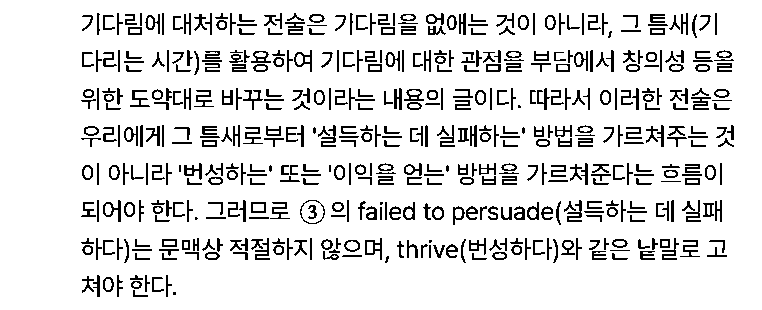 기다림에 대처하는 전술은 기다림을 없애는 것이 아니라, 그 틈새(기
다리는 시간)를 활용하여 기다림에 대한 관점을 부담에서 창의성 등을
위한 도약대로 바꾸는 것이라는 내용의 글이다. 따라서 이러한 전술은
우리에게 그 틈새로부터 '설득하는 데 실패하는' 방법을 가르쳐주는 것
이 아니라 '번성하는' 또는 '이익을 얻는' 방법을 가르쳐준다는 흐름이
되어야 한다. 그러므로 ③의 failed to persuade(설득하는 데 실패
하다)는 문맥상 적절하지 않으며, thrive(번성하다)와 같은 낱말로 고
쳐야 한다.